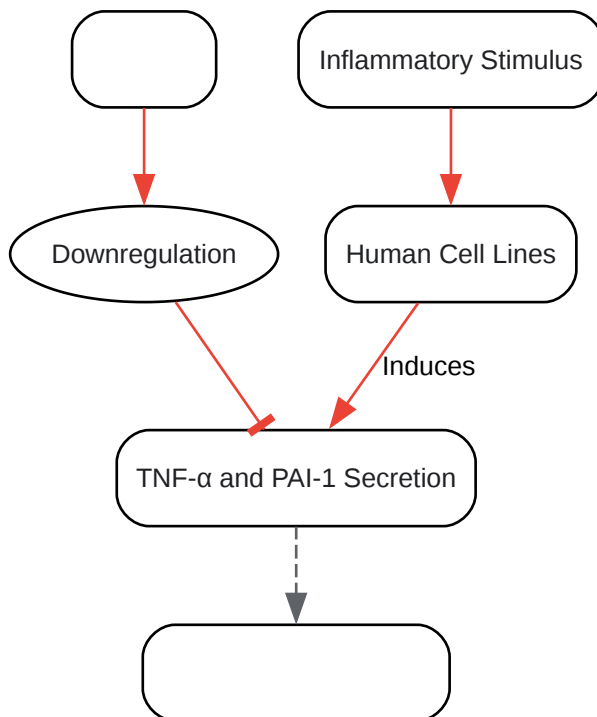 Inflammatory Stimulus
Downregulation
Human Cell Lines
Induces
TNF-α and PAI-1 Secretion